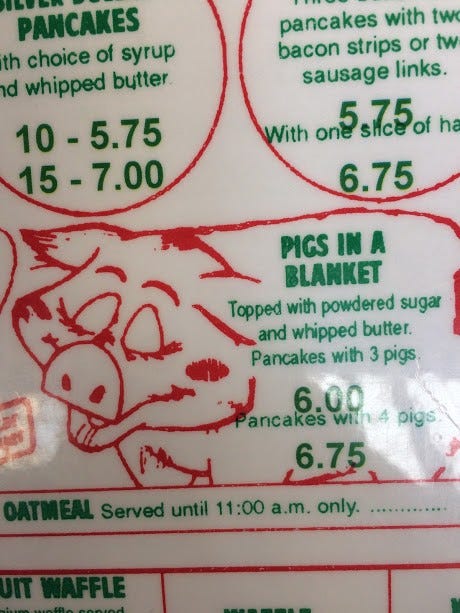 PANCAKES
with choice of syrup
and whipped butter.
10 - 5.75
15 - 7.00
pancakes with two
bacon strips or two
sausage links.
5.75
With one slice of ha
6.75
PIGS IN A
BLANKET
Topped with powdered sugar
and whipped butter.
Pancakes with 3 pigs.
6.00
Pancakes with 4 pigs.
6.75
OATMEAL Served until 11:00 a.m. only. ............
UIT WAFFLE